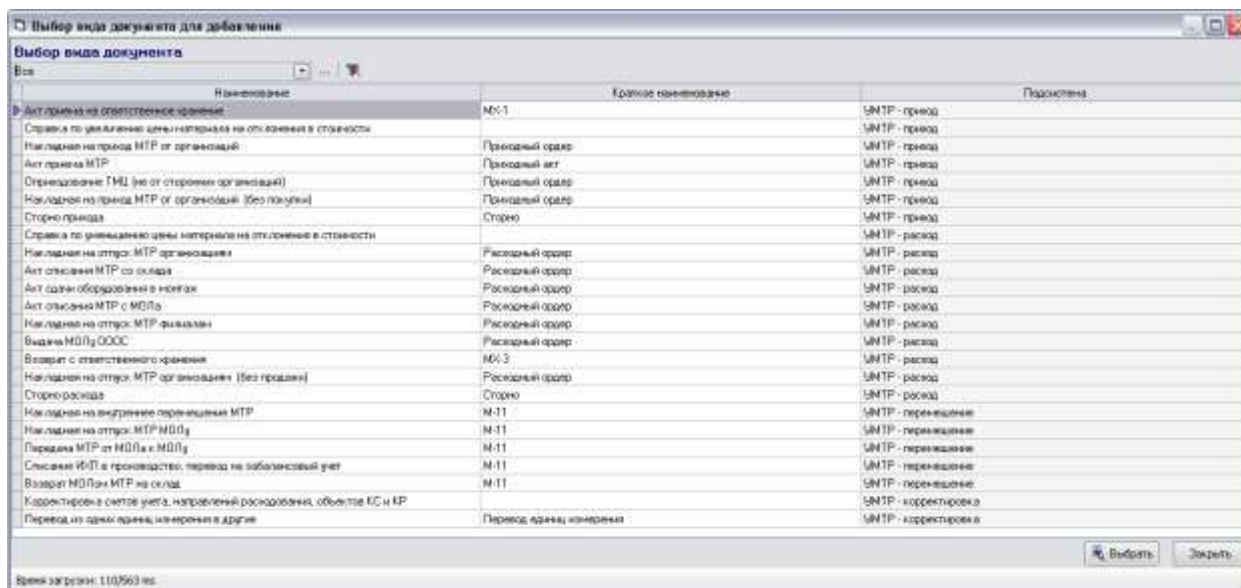 Выбор вида документа для добавления
Выбор вида документа
Все
Наименование Краткое наименование Подсистема
Акт приема на ответственное хранение МХ-1 УМТР - приход
Справка по увеличению цены материала на отклонения в стоимости УМТР - приход
Накладная на приход МТР от организаций Приходный ордер УМТР - приход
Акт приема МТР Приходный акт УМТР - приход
Оприходование ТМЦ (не от сторонних организаций) Приходный ордер УМТР - приход
Накладная на приход МТР от организаций (без покупки) Приходный ордер УМТР - приход
Сторно прихода Сторно УМТР - приход
Справка по уменьшению цены материала на отклонения в стоимости УМТР - расход
Накладная на отпуск МТР организациям Расходный ордер УМТР - расход
Акт списания МТР со склада Расходный ордер УМТР - расход
Акт сдачи оборудования в монтаж Расходный ордер УМТР - расход
Акт списания МТР с МОЛа Расходный ордер УМТР - расход
Накладная на отпуск МТР филиалам Расходный ордер УМТР - расход
Выдача МОЛу ОООС Расходный ордер УМТР - расход
Возврат с ответственного хранения МХ-3 УМТР - расход
Накладная на отпуск МТР организациям (без продажи) Расходный ордер УМТР - расход
Сторно расхода Сторно УМТР - расход
Накладная на внутреннее перемещение МТР М-11 УМТР - перемещение
Накладная на отпуск МТР МОЛу М-11 УМТР - перемещение
Передача МТР от МОЛа к МОЛу М-11 УМТР - перемещение
Списание ИХП в производство, перевод на забалансовый учет М-11 УМТР - перемещение
Возврат МОЛом МТР на склад М-11 УМТР - перемещение
Корректировка счетов учета, направлений расходования, объектов КС и КР УМТР - корректировка
Перевод из одних единиц измерения в другие Перевод единиц измерения УМТР - корректировка
Выбрать Закрыть
Время загрузки: 110/563 ms